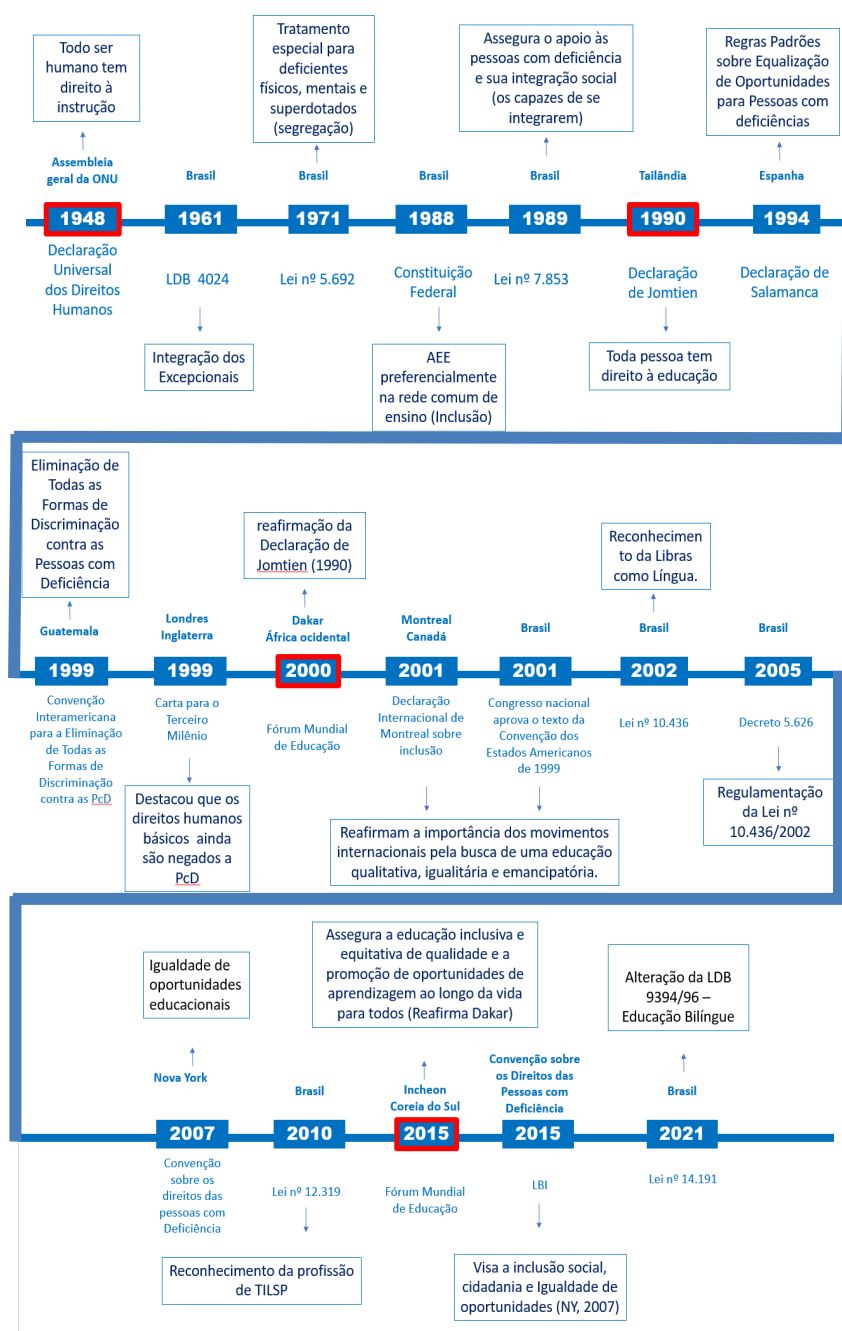 Todo ser
humano tem
direito à
instrução
Tratamento
especial para
deficientes
físicos, mentais e
superdotados
(segregação)
Assegura o apoio às
pessoas com deficiência
e sua integração social
(os capazes de se
integrarem)
Regras Padrões
sobre Equalização
de Oportunidades
para Pessoas com
deficiências
Assembleia
geral da ONU
Brasil
Brasil
Brasil
Brasil
Tailândia
Espanha
1948
1961
1971
1988
1989
1990
1994
Declaração
Universal
dos Direitos
Humanos
LDB 4024
Lei nº 5.692
Constituição
Federal
Lei nº 7.853
Declaração
de Jomtien
Declaração de
Salamanca
Integração dos
Excepcionais
AEE
preferencialmente
na rede comum de
ensino (Inclusão)
Toda pessoa tem
direito à educação
Eliminação de
Todas as
Formas de
Discriminação
contra as
Pessoas com
Deficiência
reafirmação da
Declaração de
Jomtien (1990)
Reconhecimen
to da Libras
como Língua.
Guatemala
Londres
Inglaterra
Dakar
África ocidental
Montreal
Canadá
Brasil
Brasil
Brasil
1999
1999
2000
2001
2001
2002
2005
Convenção
Interamericana
para a Eliminação
de Todas as
Formas de
Discriminação
contra as PcD
Carta para o
Terceiro
Milênio
Fórum Mundial
de Educação
Declaração
Internacional de
Montreal sobre
inclusão
Congresso nacional
aprova o texto da
Convenção dos
Estados Americanos
de 1999
Lei nº 10.436
Decreto 5.626
Destacou que os
direitos humanos
básicos ainda
são negados a
PcD
Reafirmam a importância dos movimentos
internacionais pela busca de uma educação
qualitativa, igualitária e emancipatória.
Regulamentação
da Lei nº
10.436/2002
Igualdade de
oportunidades
educacionais
Assegura a educação inclusiva e
equitativa de qualidade e a
promoção de oportunidades de
aprendizagem ao longo da vida
para todos (Reafirma Dakar)
Alteração da LDB
9394/96 –
Educação Bilíngue
Nova York
Brasil
Incheon
Coreia do Sul
Convenção sobre
os Direitos das
Pessoas com
Deficiência
Brasil
2007
2010
2015
2015
2021
Convenção
sobre os
direitos das
pessoas com
Deficiência
Lei nº 12.319
Fórum Mundial
de Educação
LBI
Lei nº 14.191
Reconhecimento da profissão
de TILSP
Visa a inclusão social,
cidadania e Igualdade de
oportunidades (NY, 2007)